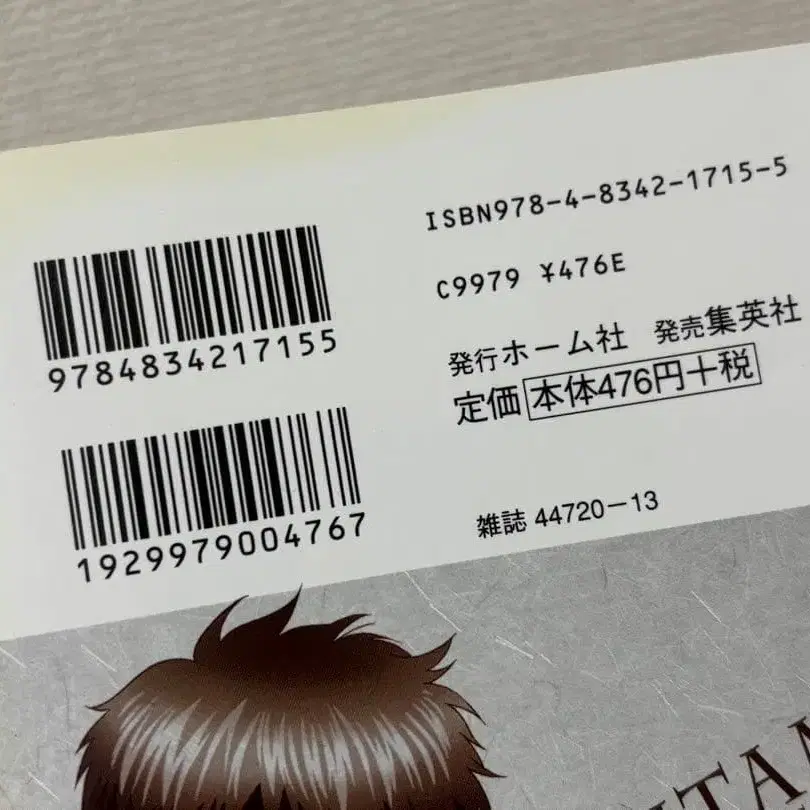 9784834217155
1929979004767
ISBN978-4-8342-1715-5
C9979 ¥476E
発行ホーム社 発売集英社
定価 本体476円+税
雑誌 44720-13